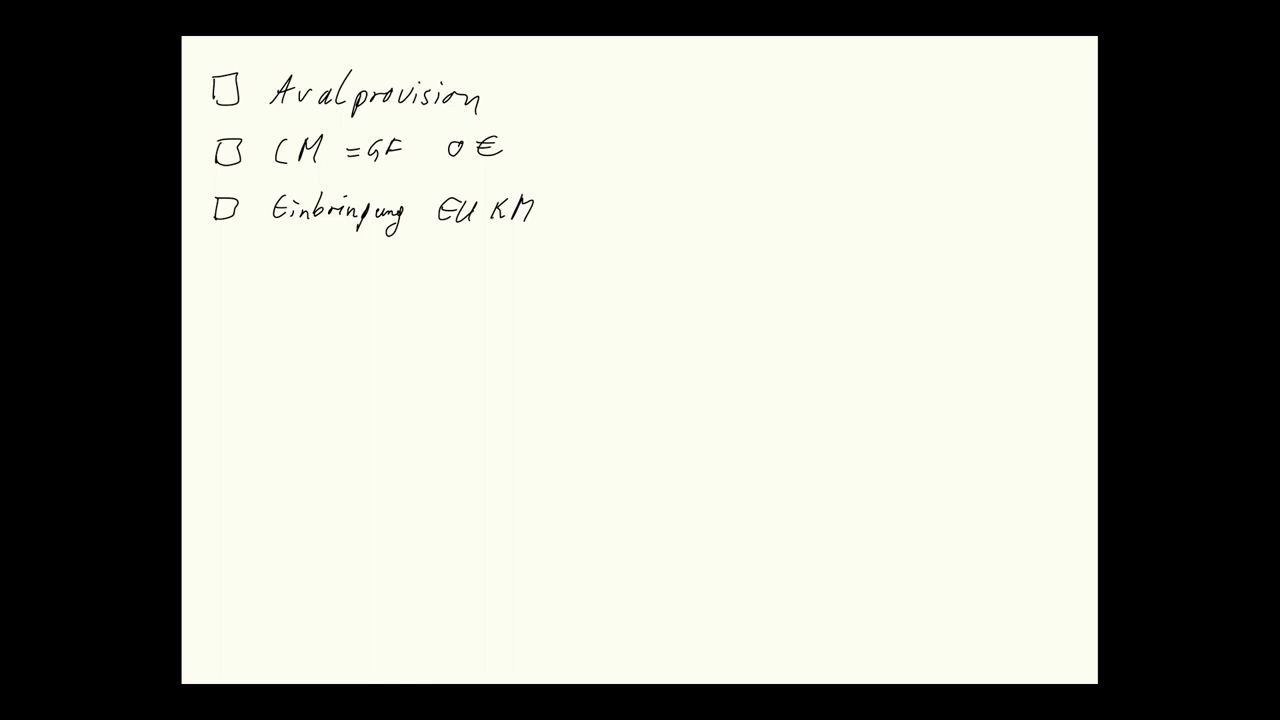 ☐ Avalprovision
☐ CM = GF 0 €
☐ Einbringung EU KM